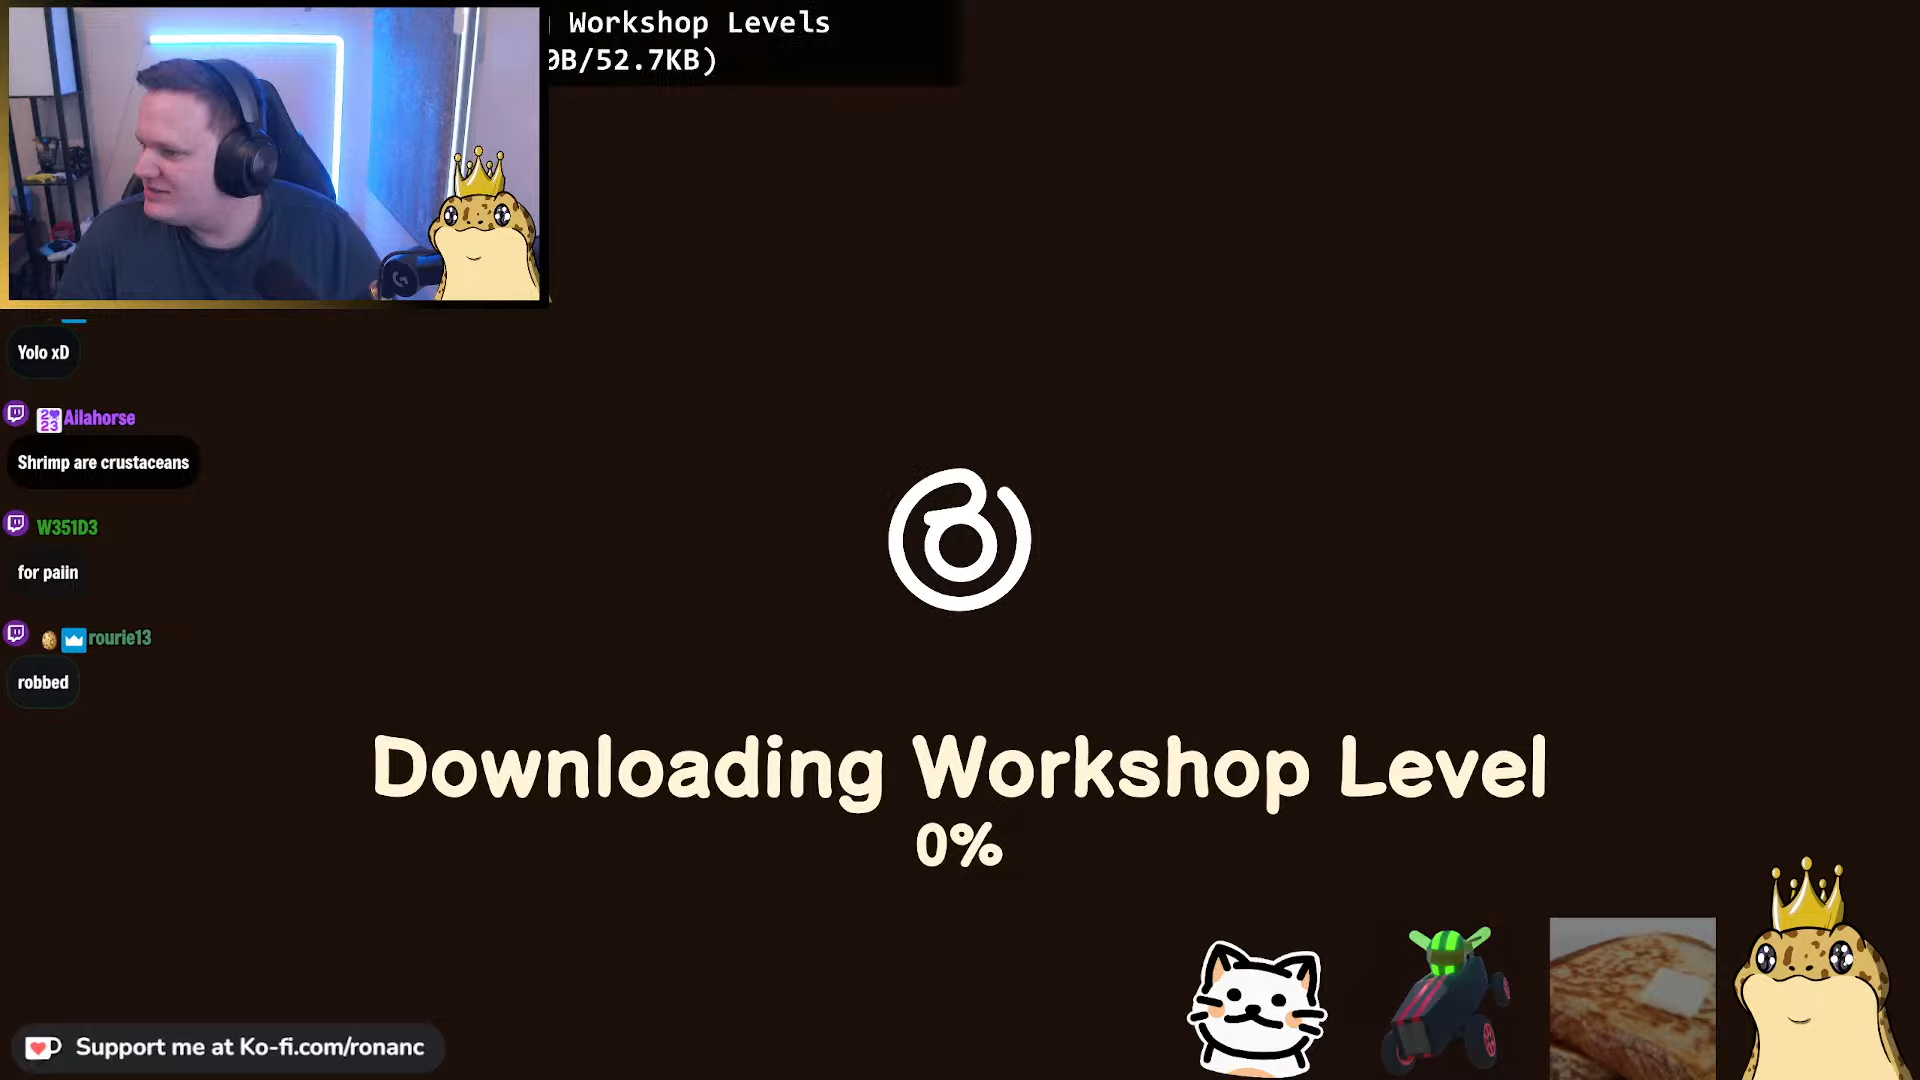 Workshop Levels
0B/52.7KB)
Yolo xD
Ailahorse
Shrimp are crustaceans
W351D3
for paiin
rourie13
robbed
Downloading Workshop Level
0%
Support me at Ko-fi.com/ronanc